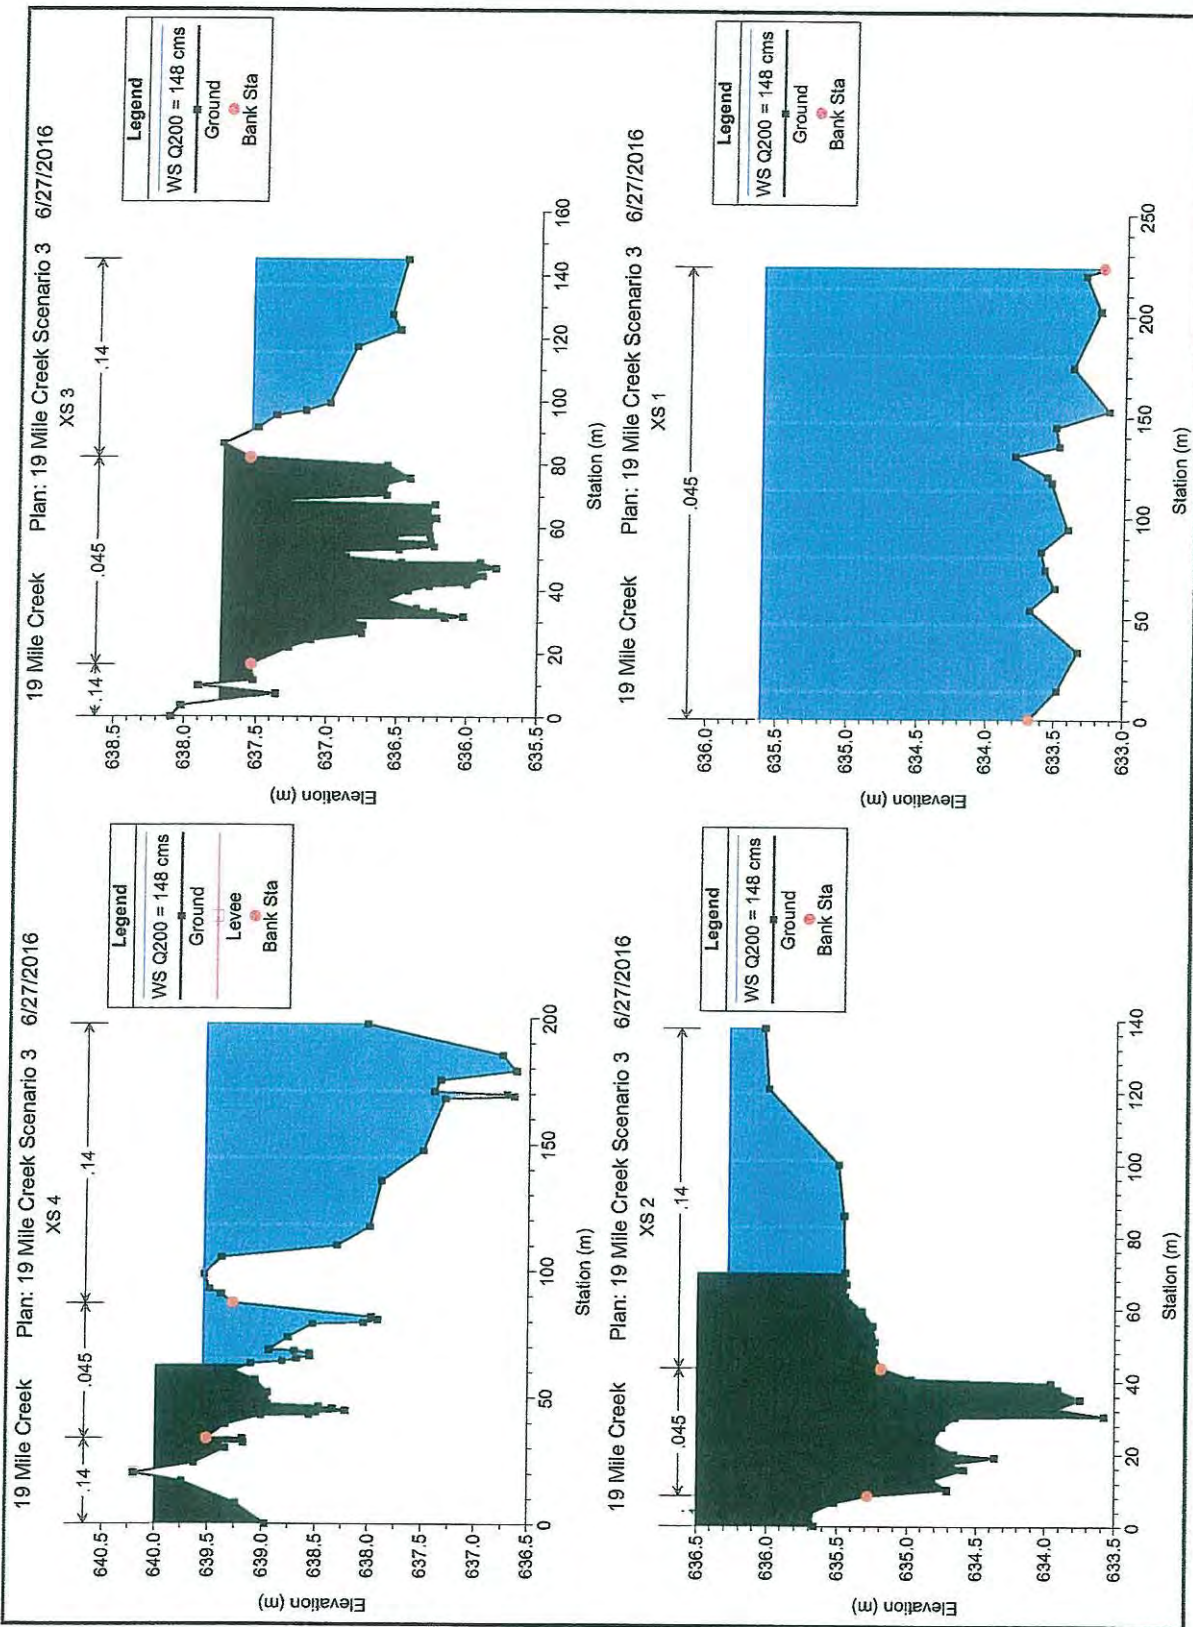 19 Mile Creek Plan: 19 Mile Creek Scenario 3 6/27/2016
XS 4
.14
.045
.14
Elevation (m)
640.5
640.0
639.5
639.0
638.5
638.0
637.5
637.0
636.5
0
50
100
150
200
Station (m)
Legend
WS Q200 = 148 cms
Ground
Levee
Bank Sta
19 Mile Creek Plan: 19 Mile Creek Scenario 3 6/27/2016
XS 3
.14
.045
.14
Elevation (m)
638.5
638.0
637.5
637.0
636.5
636.0
635.5
0
20
40
60
80
100
120
140
160
Station (m)
Legend
WS Q200 = 148 cms
Ground
Bank Sta
19 Mile Creek Plan: 19 Mile Creek Scenario 3 6/27/2016
XS 2
.045
.14
Elevation (m)
636.5
636.0
635.5
635.0
634.5
634.0
633.5
0
20
40
60
80
100
120
140
Station (m)
Legend
WS Q200 = 148 cms
Ground
Bank Sta
19 Mile Creek Plan: 19 Mile Creek Scenario 3 6/27/2016
XS 1
.045
Elevation (m)
636.0
635.5
635.0
634.5
634.0
633.5
633.0
0
50
100
150
200
250
Station (m)
Legend
WS Q200 = 148 cms
Ground
Bank Sta